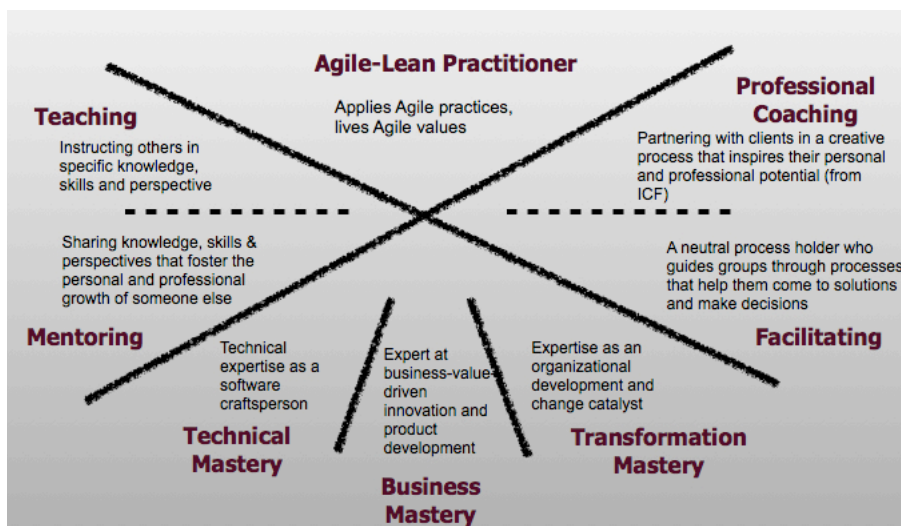 Agile-Lean Practitioner
Applies Agile practices,
lives Agile values
Teaching
Instructing others in
specific knowledge,
skills and perspective
Professional
Coaching
Partnering with clients in a creative
process that inspires their personal
and professional potential (from
ICF)
Sharing knowledge, skills &
perspectives that foster the
personal and professional
growth of someone else
Mentoring
A neutral process holder who
guides groups through processes
that help them come to solutions
and make decisions
Facilitating
Technical
expertise as a
software
craftsperson
Technical
Mastery
Expert at
business-value-
driven
innovation and
product
development
Business
Mastery
Expertise as an
organizational
development and
change catalyst
Transformation
Mastery